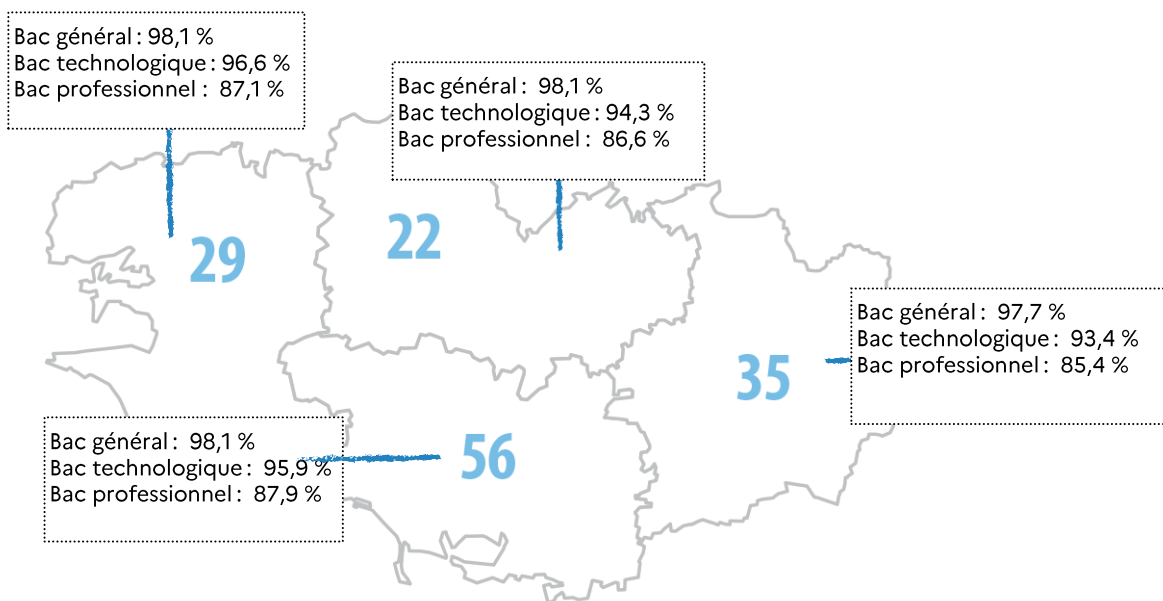 Bac général : 98,1 %
Bac technologique : 96,6 %
Bac professionnel : 87,1 %
Bac général : 98,1 %
Bac technologique : 94,3 %
Bac professionnel : 86,6 %
29
22
Bac général : 97,7 %
Bac technologique : 93,4 %
Bac professionnel : 85,4 %
35
Bac général : 98,1 %
Bac technologique : 95,9 %
Bac professionnel : 87,9 %
56